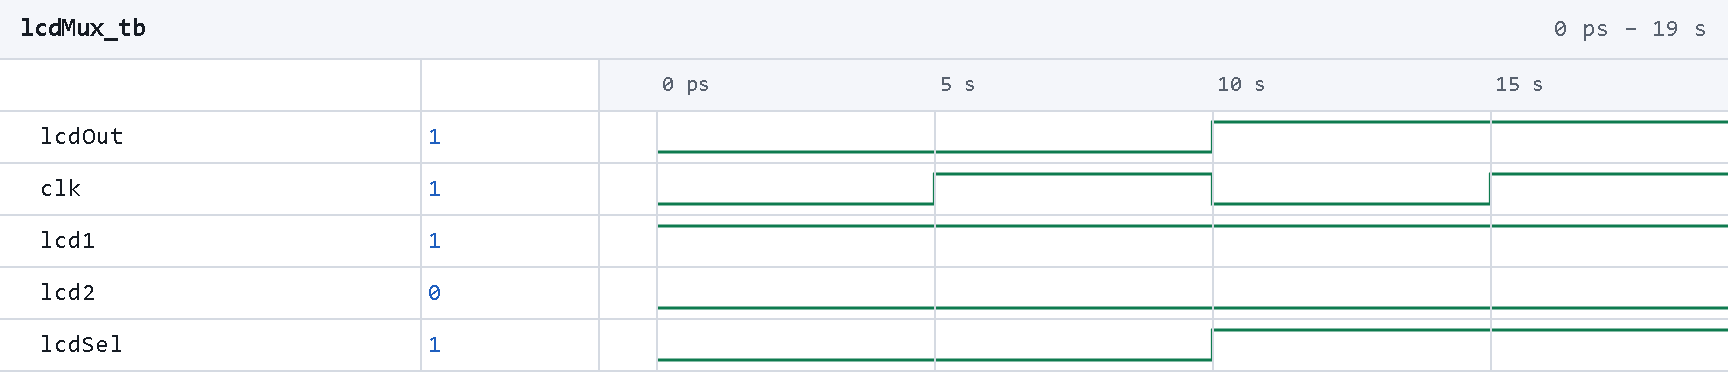 lcdMux_tb 0 ps – 19 s
0 ps 5 s 10 s 15 s
lcdOut 1
clk 1
lcd1 1
lcd2 0
lcdSel 1